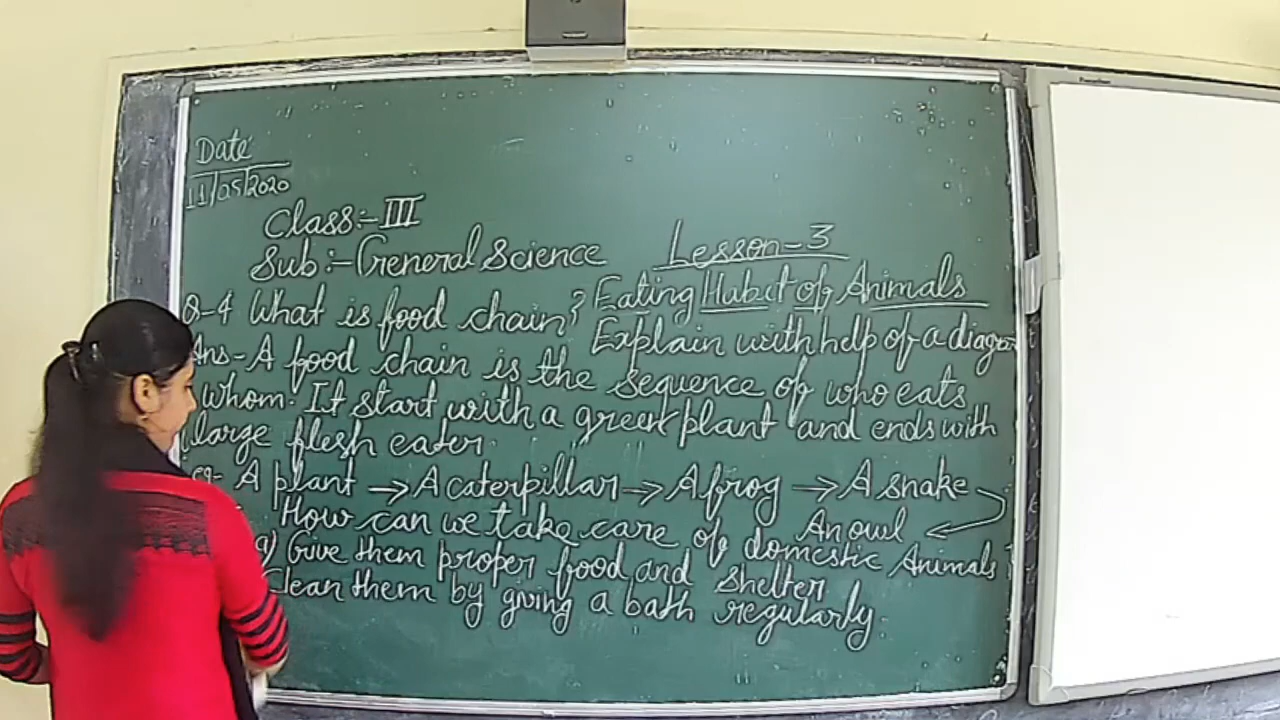 Date
11/05/2020
Class:- III
Sub:- General Science
Lesson-3
Eating Habit of Animals
Q-4 What is food chain? Explain with help of a diagram
Ans- A food chain is the sequence of who eats
whom. It start with a green plant and ends with
large flesh eater.
eg- A plant → A caterpillar → A frog → A snake
An owl
How can we take care of domestic Animals
a) Give them proper food and shelter
Clean them by giving a bath regularly.